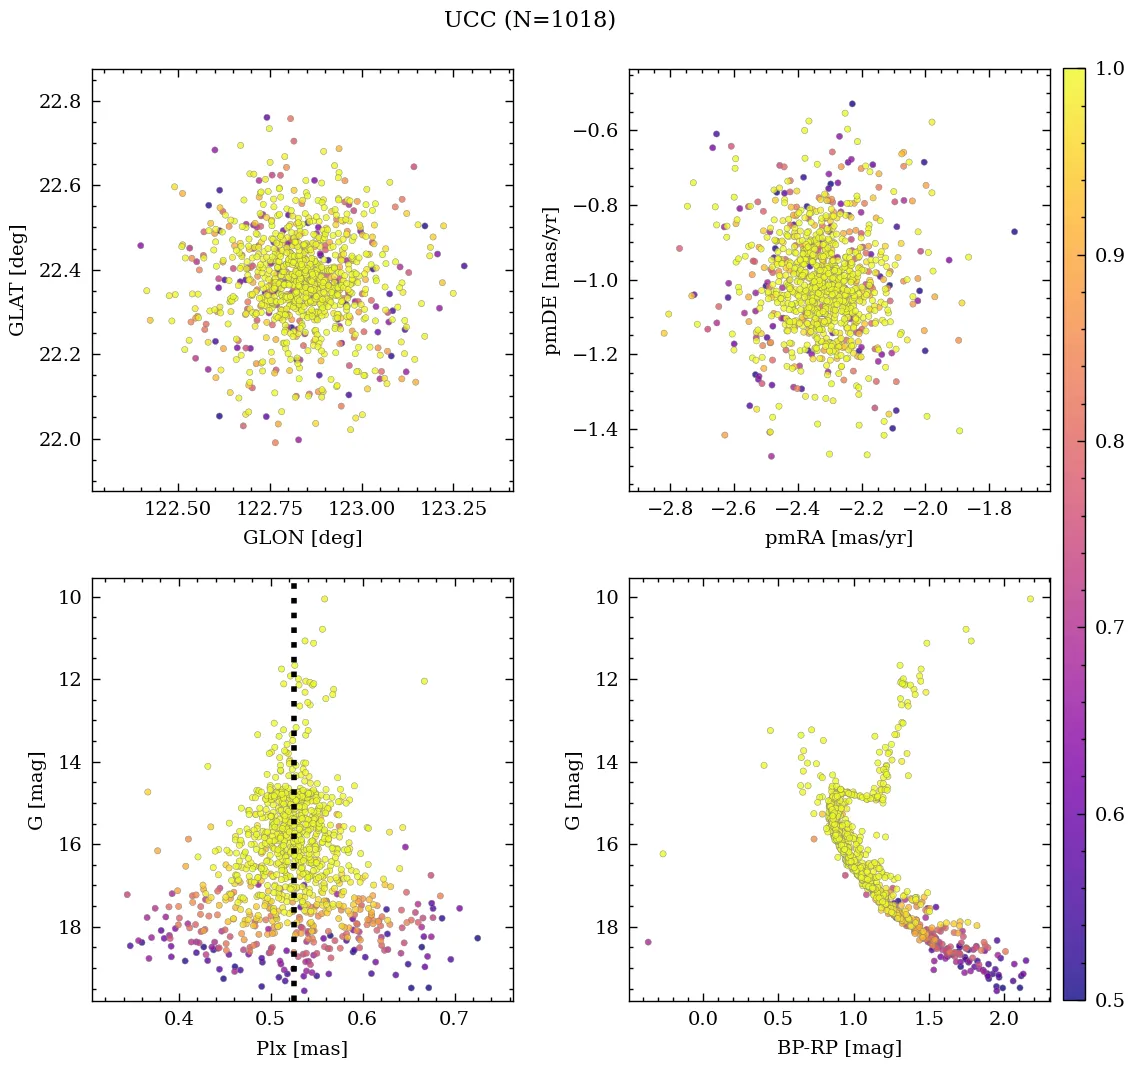 UCC (N=1018)
22.8
22.6
22.4
22.2
22.0
GLAT [deg]
122.50 122.75 123.00 123.25
GLON [deg]
−0.6
−0.8
−1.0
−1.2
−1.4
pmDE [mas/yr]
−2.8 −2.6 −2.4 −2.2 −2.0 −1.8
pmRA [mas/yr]
10
12
14
16
18
G [mag]
0.4 0.5 0.6 0.7
Plx [mas]
10
12
14
16
18
G [mag]
0.0 0.5 1.0 1.5 2.0
BP-RP [mag]
1.0
0.9
0.8
0.7
0.6
0.5